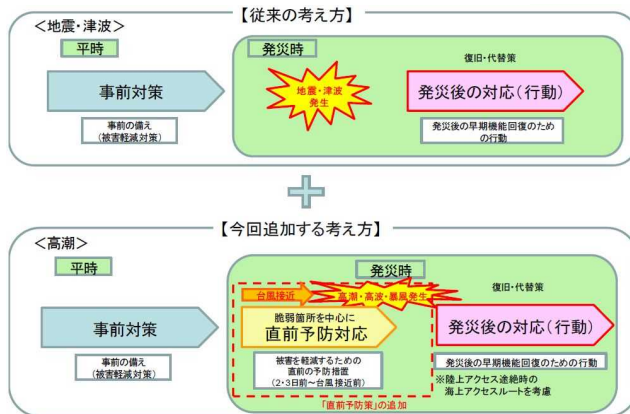 【従来の考え方】
<地震・津波>
平時
発災時
復旧・代替策
事前対策
地震・津波
発生
発災後の対応(行動)
事前の備え
(被害軽減対策)
発災後の早期機能回復のため
の行動
【今回追加する考え方】
<高潮>
平時
発災時
復旧・代替策
台風接近
高潮・高波・暴風発生
事前対策
脆弱箇所を中心に
直前予防対応
発災後の対応(行動)
事前の備え
(被害軽減対策)
被害を軽減するための
直前の予防措置
(2・3日前~台風接近前)
発災後の早期機能回復のための行動
※陸上アクセス途絶時の
海上アクセスルートを考慮
「直前予防策」の追加